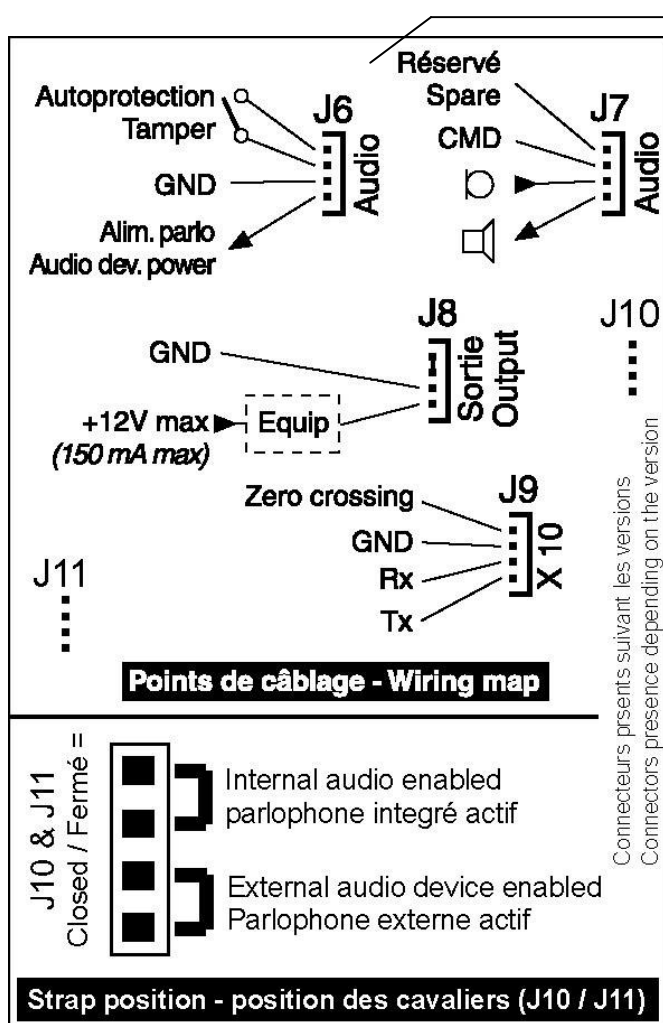 Autoprotection
Tamper
GND
Alim. parlo
Audio dev. power
J6
Audio
Réservé
Spare
CMD
J7
Audio
J8
GND
+12V max
(150 mA max)
Equip
Sortie
Output
J10
J9
Zero crossing
GND
Rx
Tx
X 10
J11
Connecteurs prsents suivant les versions
Connectors presence depending on the version
Points de câblage - Wiring map
J10 & J11
Closed / Fermé =
Internal audio enabled
parlophone integré actif
External audio device enabled
Parlophone externe actif
Strap position - position des cavaliers (J10 / J11)